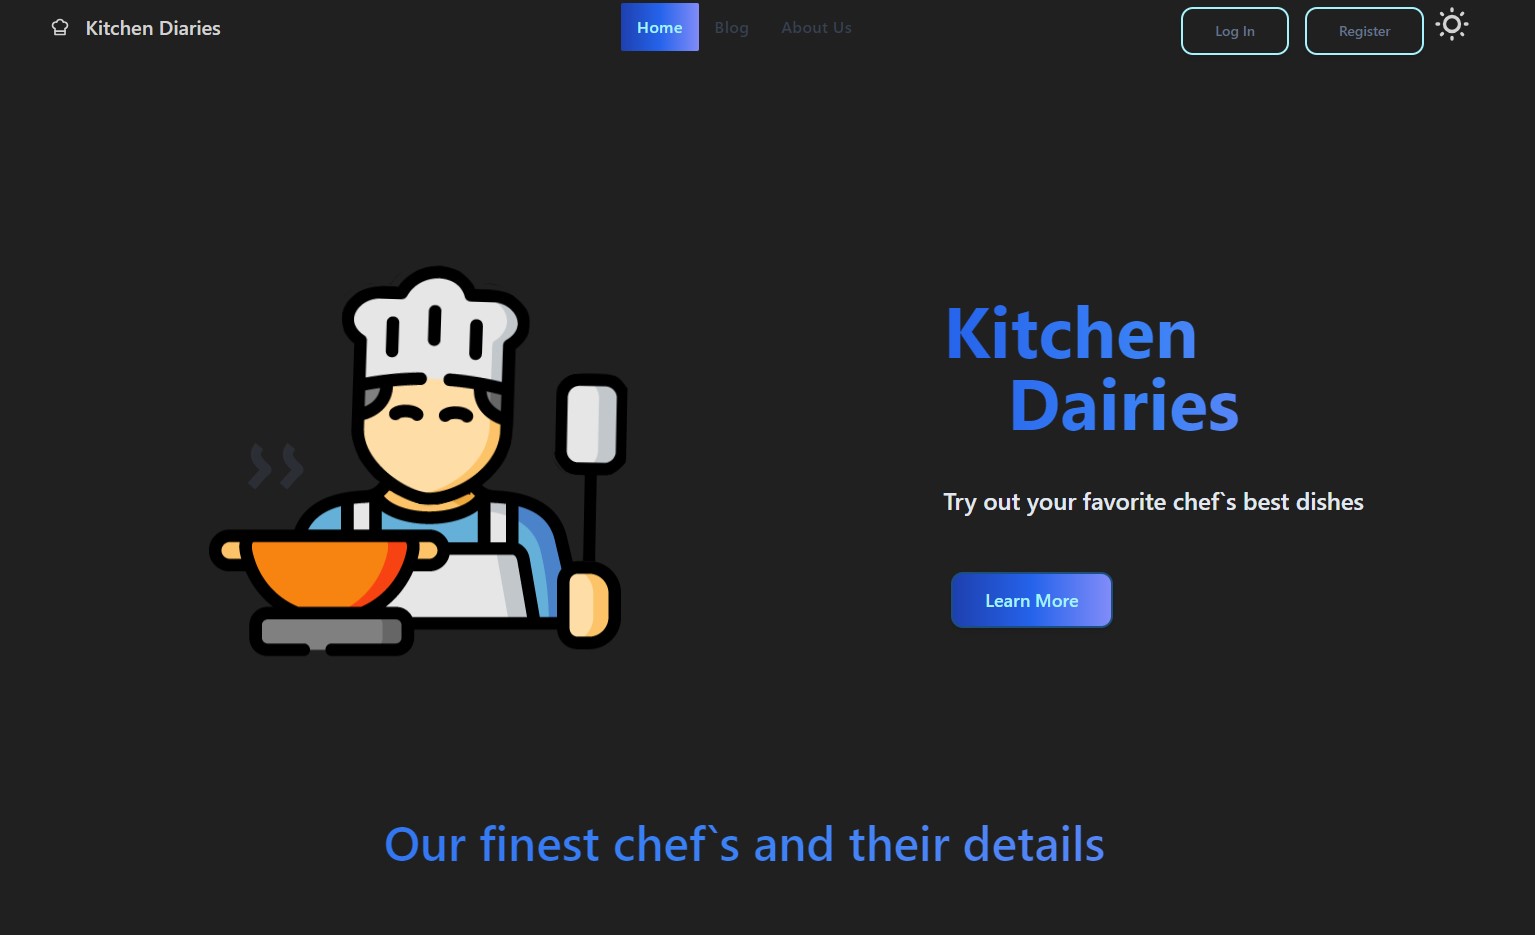 Kitchen Diaries
Home
Blog
About Us
Log In
Register
Kitchen
Dairies
Try out your favorite chef`s best dishes
Learn More
Our finest chef`s and their details